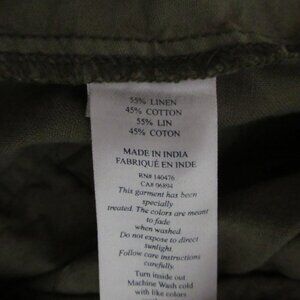 55% LINEN
45% COTTON
55% LIN
45% COTON
MADE IN INDIA
FABRIQUÉ EN INDE
RN# 140476
CA# 06894
This garment has been
specially
treated. The colors are meant
to fade
when washed.
Do not expose to direct
sunlight.
Follow care instructions
carefully.
Turn inside out
Machine Wash cold
with like colors